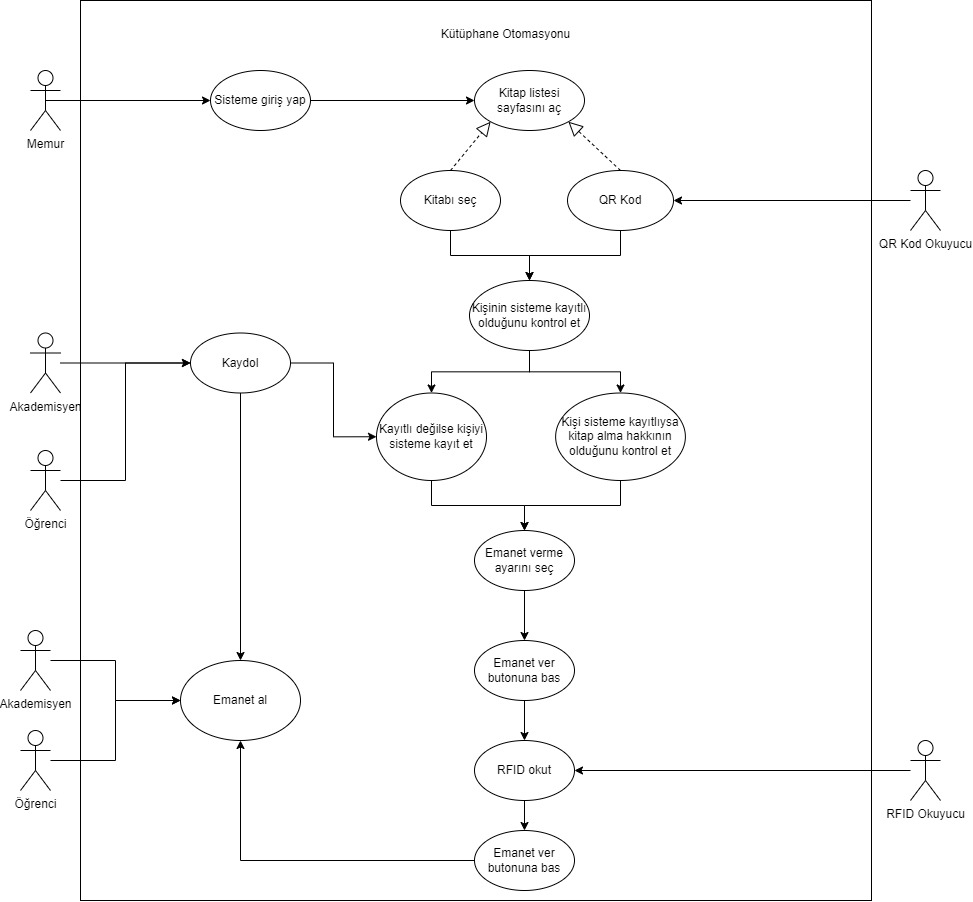 Kütüphane Otomasyonu
Memur
Sisteme giriş yap
Kitap listesi
sayfasını aç
Kitabı seç
QR Kod
QR Kod Okuyucu
Kişinin sisteme kayıtlı
olduğunu kontrol et
Akademisyen
Kaydol
Kayıtlı değilse kişiyi
sisteme kayıt et
Kişi sisteme kayıtlıysa
kitap alma hakkının
olduğunu kontrol et
Öğrenci
Emanet verme
ayarını seç
Akademisyen
Emanet al
Emanet ver
butonuna bas
Öğrenci
RFID okut
RFID Okuyucu
Emanet ver
butonuna bas